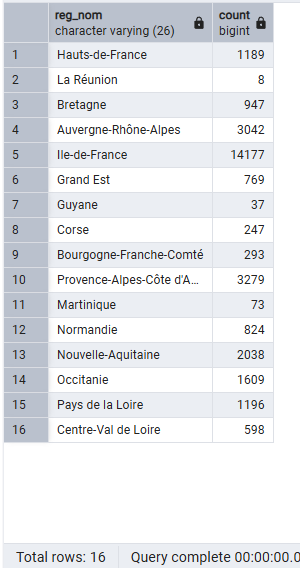 reg_nom count
character varying (26) bigint
1 Hauts-de-France 1189
2 La Réunion 8
3 Bretagne 947
4 Auvergne-Rhône-Alpes 3042
5 Ile-de-France 14177
6 Grand Est 769
7 Guyane 37
8 Corse 247
9 Bourgogne-Franche-Comté 293
10 Provence-Alpes-Côte d'A... 3279
11 Martinique 73
12 Normandie 824
13 Nouvelle-Aquitaine 2038
14 Occitanie 1609
15 Pays de la Loire 1196
16 Centre-Val de Loire 598
Total rows: 16 Query complete 00:00:00.0